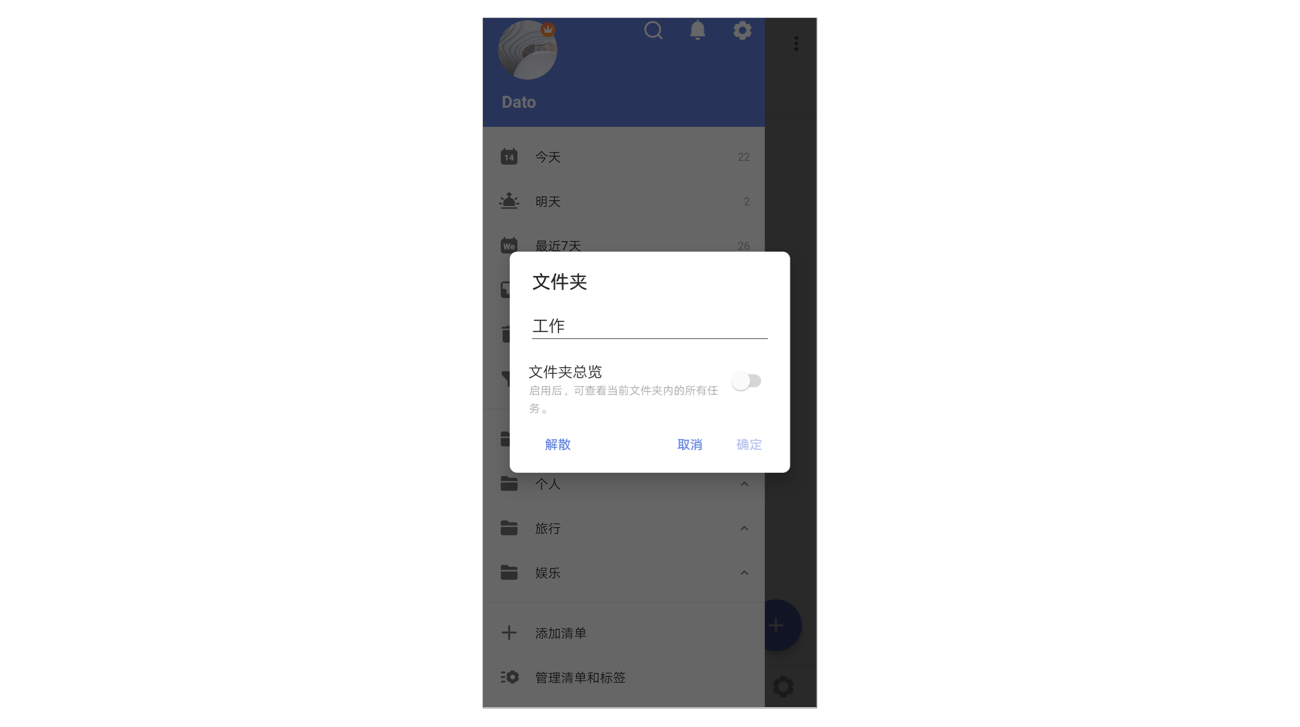 Dato
14
今天
22
明天
2
We
最近7天
26
文件夹
工作
文件夹总览
启用后，可查看当前文件夹内的所有任
务。
解散
取消
确定
个人
旅行
娱乐
添加清单
管理清单和标签